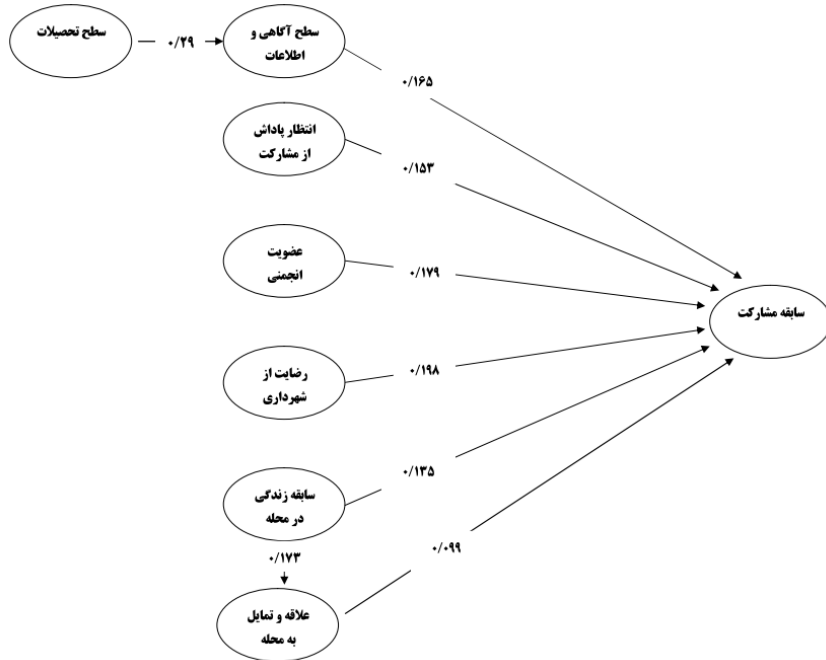 سطح تحصیلات
۰/۲۹
سطح آگاهی و
اطلاعات
۰/۱۶۵
انتظار پاداش
از مشارکت
۰/۱۵۳
عضویت
انجمنی
۰/۱۷۹
سابقه مشارکت
رضایت از
شهرداری
۰/۱۹۸
سابقه زندگی
در محله
۰/۱۳۵
۰/۱۷۳
۰/۰۹۹
علاقه و تمایل
به محله